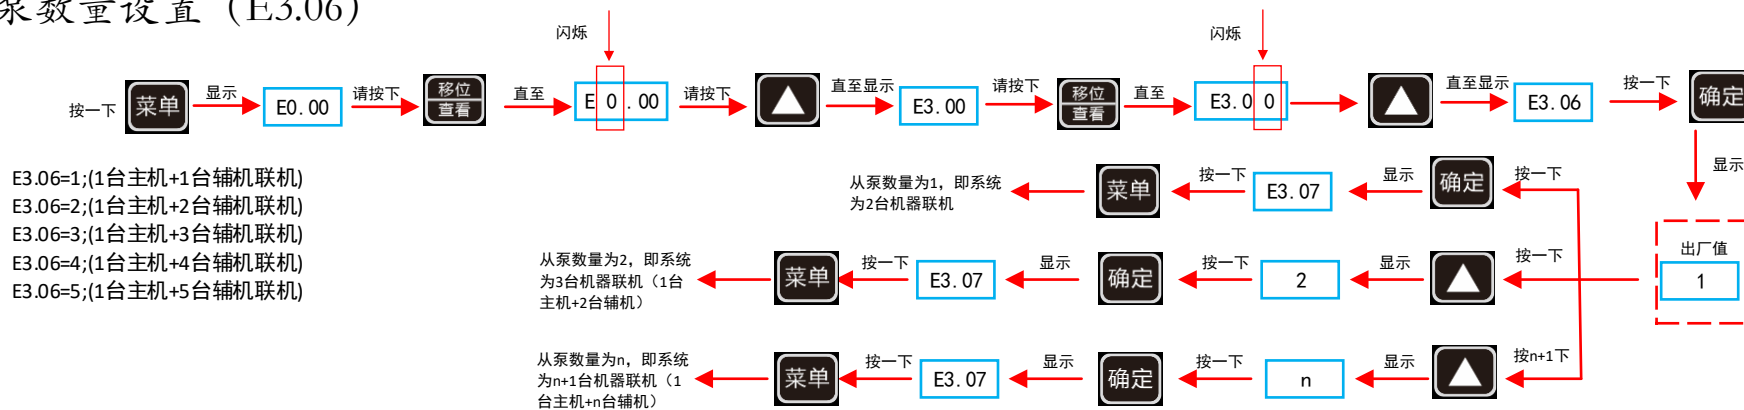 泵数量设置（E3.06）
闪烁
闪烁
按一下
菜单
显示
E0.00
请按下
移位
查看
直至
E0.00
请按下
直至显示
E3.00
请按下
移位
查看
直至
E3.00
直至显示
E3.06
按一下
确定
显示
E3.06=1;(1台主机+1台辅机联机)
E3.06=2;(1台主机+2台辅机联机)
E3.06=3;(1台主机+3台辅机联机)
E3.06=4;(1台主机+4台辅机联机)
E3.06=5;(1台主机+5台辅机联机)
从泵数量为1，即系统
为2台机器联机
菜单
按一下
E3.07
显示
确定
按一下
出厂值
1
从泵数量为2，即系统
为3台机器联机（1台
主机+2台辅机）
菜单
按一下
E3.07
显示
确定
按一下
2
显示
按一下
从泵数量为n，即系统
为n+1台机器联机（1
台主机+n台辅机）
菜单
按一下
E3.07
显示
确定
按一下
n
显示
按n+1下